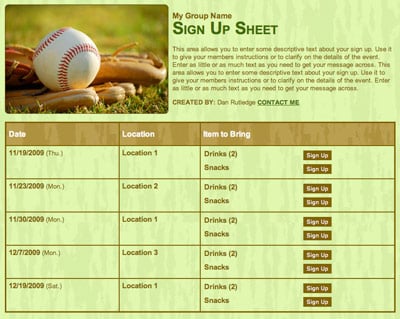 My Group Name
SIGN UP SHEET
This area allows you to enter some descriptive text about your sign up. Use it
to give your members instructions or to clarify on the details of the event.
Enter as little or as much text as you need to get your message across. This
area allows you to enter some descriptive text about your sign up. Use it to
give your members instructions or to clarify on the details of the event. Enter
as little or as much text as you need to get your message across.
CREATED BY: Dan Rutledge CONTACT ME
Date Location Item to Bring
11/19/2009 (Thu.) Location 1 Drinks (2) Sign Up
Snacks Sign Up
11/23/2009 (Mon.) Location 2 Drinks (2) Sign Up
Snacks Sign Up
11/30/2009 (Mon.) Location 1 Drinks (2) Sign Up
Snacks Sign Up
12/7/2009 (Mon.) Location 3 Drinks (2) Sign Up
Snacks Sign Up
12/19/2009 (Sat.) Location 1 Drinks (2) Sign Up
Snacks Sign Up